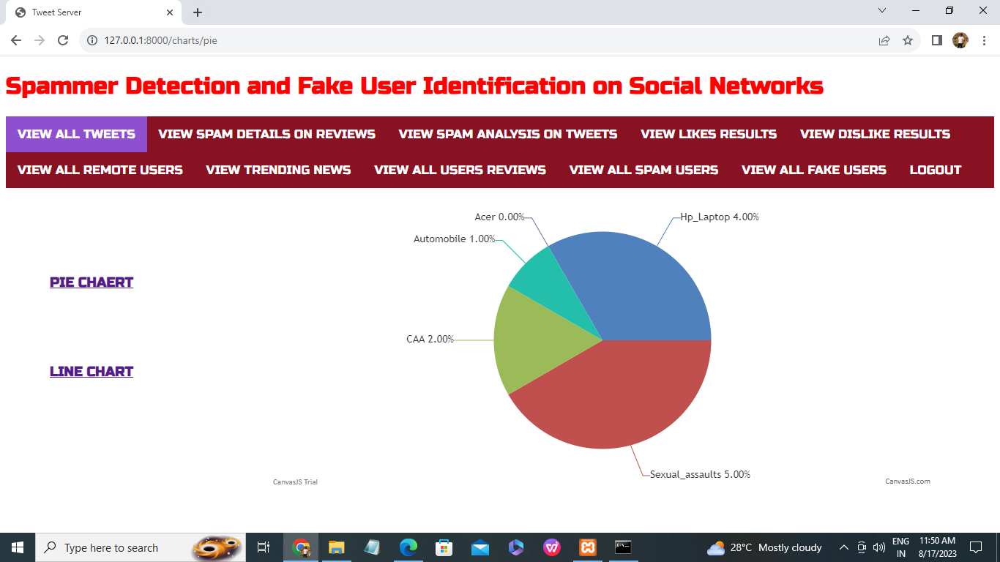 Tweet Server
127.0.0.1:8000/charts/pie
Spammer Detection and Fake User Identification on Social Networks
VIEW ALL TWEETS VIEW SPAM DETAILS ON REVIEWS VIEW SPAM ANALYSIS ON TWEETS VIEW LIKES RESULTS VIEW DISLIKE RESULTS
VIEW ALL REMOTE USERS VIEW TRENDING NEWS VIEW ALL USERS REVIEWS VIEW ALL SPAM USERS VIEW ALL FAKE USERS LOGOUT
Acer 0.00% Hp_Laptop 4.00%
Automobile 1.00%
PIE CHAERT
CAA 2.00%
LINE CHART
Sexual_assaults 5.00%
CanvasJS Trial CanvasJS.com
Type here to search 28°C Mostly cloudy
ENG 11:50 AM
IN 8/17/2023